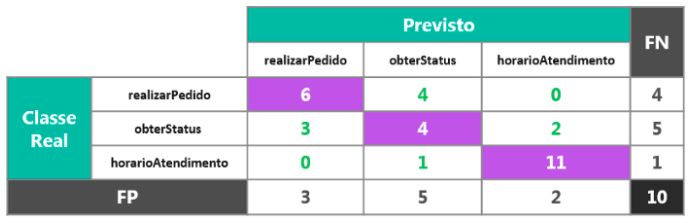 Previsto FN
realizarPedido obterStatus horarioAtendimento
Classe Real
realizarPedido 6 4 0 4
obterStatus 3 4 2 5
horarioAtendimento 0 1 11 1
FP 3 5 2 10